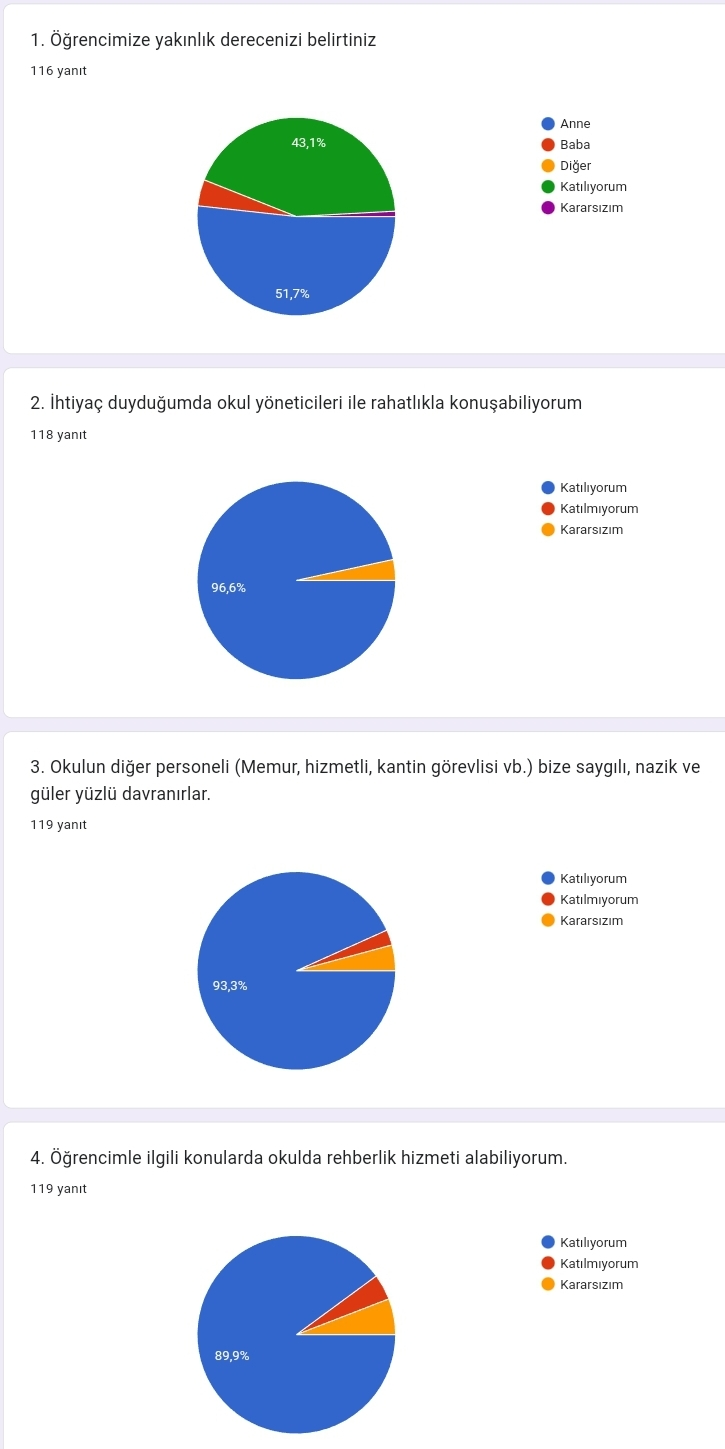 1. Öğrencimize yakınlık derecenizi belirtiniz
116 yanıt
43,1%
51,7%
Anne
Baba
Diğer
Katılıyorum
Kararsızım
2. İhtiyaç duyduğumda okul yöneticileri ile rahatlıkla konuşabiliyorum
118 yanıt
96,6%
Katılıyorum
Katılmıyorum
Kararsızım
3. Okulun diğer personeli (Memur, hizmetli, kantin görevlisi vb.) bize saygılı, nazik ve
güler yüzlü davranırlar.
119 yanıt
93,3%
Katılıyorum
Katılmıyorum
Kararsızım
4. Öğrencimle ilgili konularda okulda rehberlik hizmeti alabiliyorum.
119 yanıt
89,9%
Katılıyorum
Katılmıyorum
Kararsızım